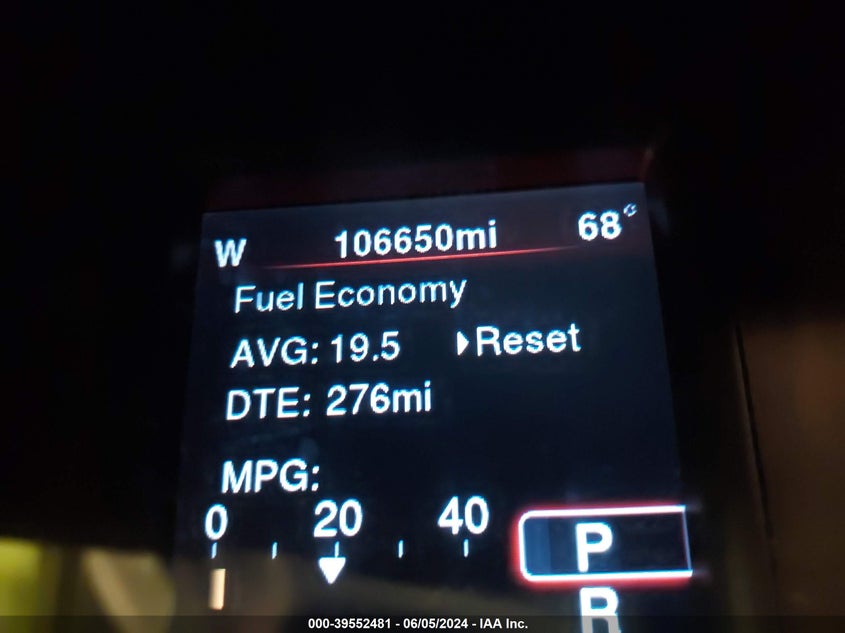 W 106650mi 68°
Fuel Economy
AVG: 19.5 Reset
DTE: 276mi
MPG:
0 20 40
P
R
000-39552481 - 06/05/2024 - IAA Inc.